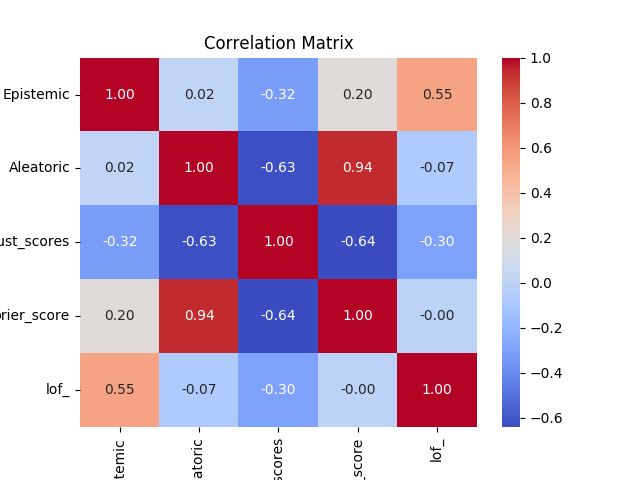 Correlation Matrix
Epistemic 1.00 0.02 -0.32 0.20 0.55
Aleatoric 0.02 1.00 -0.63 0.94 -0.07
ust_scores -0.32 -0.63 1.00 -0.64 -0.30
rier_score 0.20 0.94 -0.64 1.00 -0.00
lof_ 0.55 -0.07 -0.30 -0.00 1.00
temic
atoric
scores
_score
lof_
1.0
0.8
0.6
0.4
0.2
0.0
−0.2
−0.4
−0.6